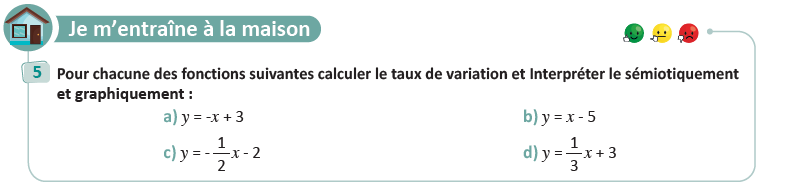 Je m'entraîne à la maison
5 Pour chacune des fonctions suivantes calculer le taux de variation et Interpréter le sémiotiquement
et graphiquement :
a) y = -x + 3 b) y = x - 5
c) y = - 1/2 x - 2 d) y = 1/3 x + 3